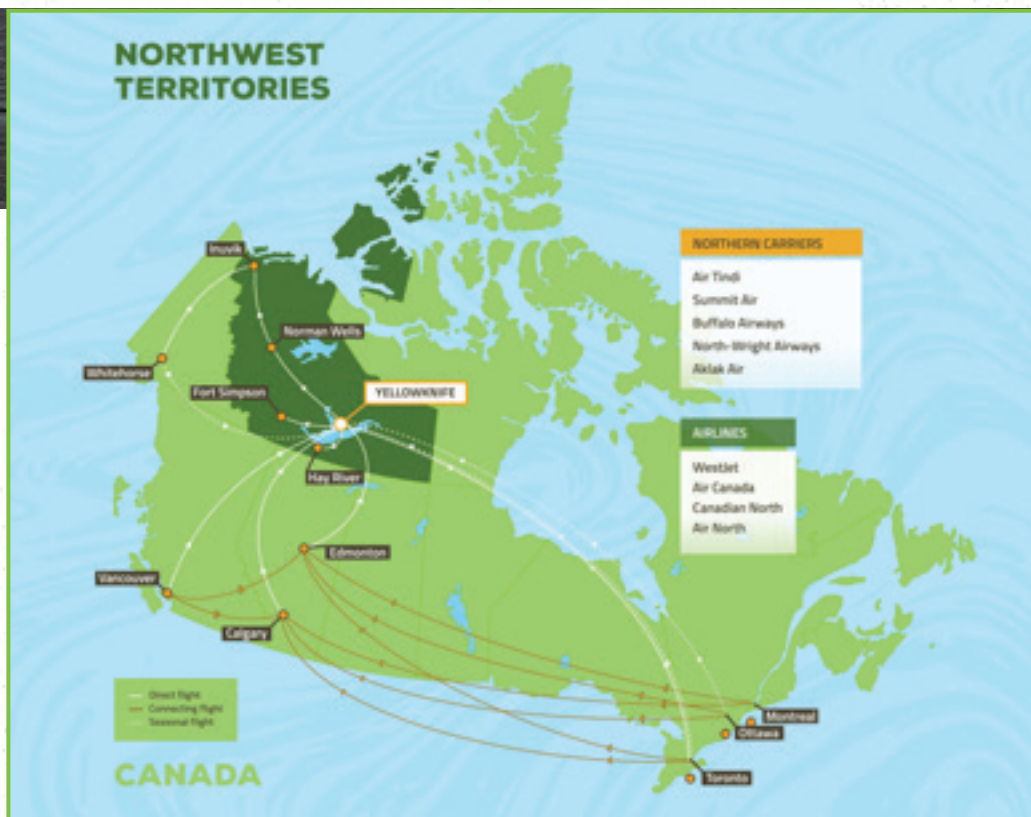 NORTHWEST
TERRITORIES
Inuvik
Norman Wells
Whitehorse
Fort Simpson
YELLOWKNIFE
Hay River
Edmonton
Vancouver
Calgary
Montreal
Ottawa
Toronto
NORTHERN CARRIERS
Air Tindi
Summit Air
Buffalo Airways
North-Wright Airways
Aklak Air
AIRLINES
WestJet
Air Canada
Canadian North
Air North
Direct flight
Connecting flight
Seasonal flight
CANADA